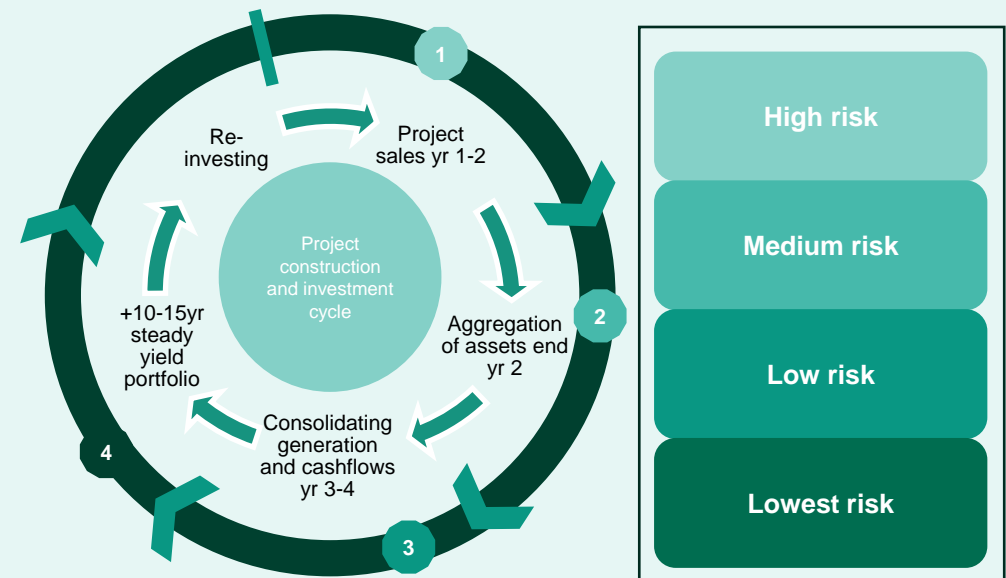 1
Re-
investing
Project
sales yr 1-2
Project
construction
and investment
cycle
2
Aggregation
of assets end
yr 2
+10-15yr
steady
yield
portfolio
Consolidating
generation
and cashflows
yr 3-4
4
3
High risk
Medium risk
Low risk
Lowest risk